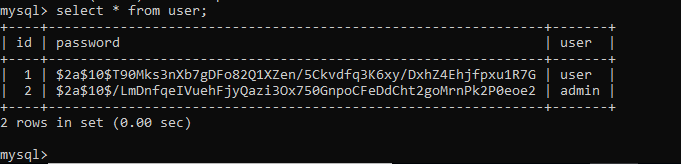 mysql> select * from user;
+----+--------------------------------------------------------------+-------+
| id | password                                                     | user  |
+----+--------------------------------------------------------------+-------+
|  1 | $2a$10$T90Mks3nXb7gDFo82Q1XZen/5Ckvdfq3K6xy/DxhZ4Ehjfpxu1R7G | user  |
|  2 | $2a$10$/LmDnfqeIVuehFjyQazi3Ox750GnpoCFeDdCht2goMrnPk2P0eoe2 | admin |
+----+--------------------------------------------------------------+-------+
2 rows in set (0.00 sec)
mysql>